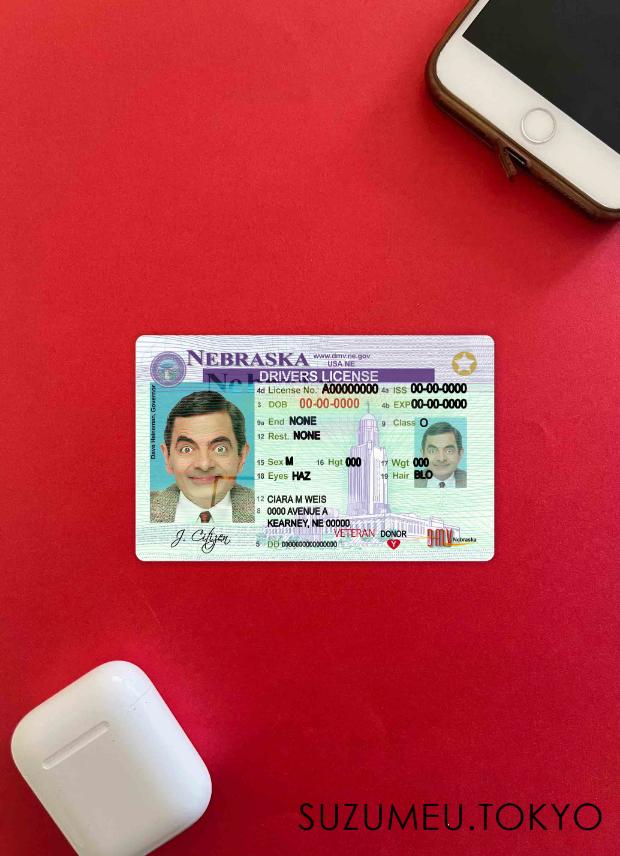 NEBRASKA www.dmv.ne.gov
USA NE
DRIVERS LICENSE
4d License No. A00000000 4a ISS 00-00-0000
3 DOB 00-00-0000 4b EXP 00-00-0000
9a End NONE 9 Class O
12 Rest. NONE
15 Sex M 16 Hgt 000 17 Wgt 000
18 Eyes HAZ 19 Hair BLO
12 CIARA M WEIS
8 0000 AVENUE A
KEARNEY, NE 00000
VETERAN DONOR
Y
J. Citizen
5 DD
DMV Nebraska
Governor
SUZUMEU.TOKYO